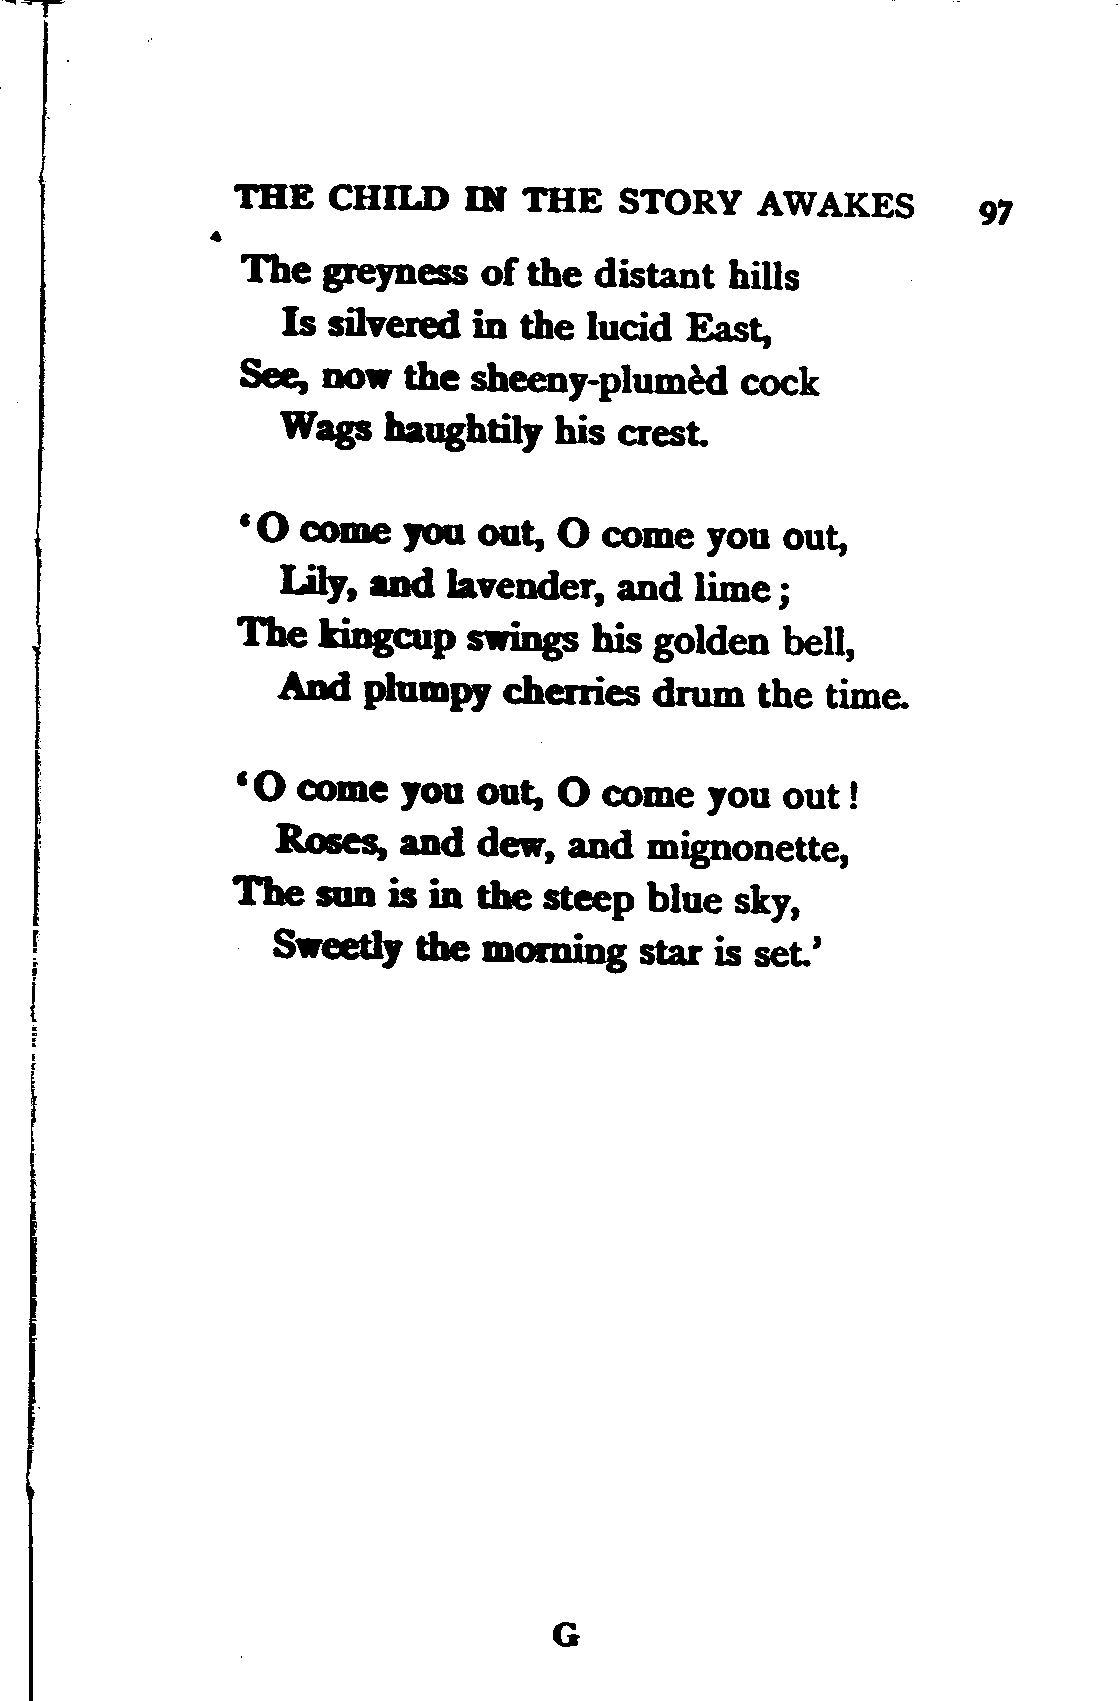 THE CHILD IN THE STORY AWAKES 97
The greyness of the distant hills
Is silvered in the lucid East,
See, now the sheeny-plumèd cock
Wags haughtily his crest.
‘O come you out, O come you out,
Lily, and lavender, and lime ;
The kingcup swings his golden bell,
And plumpy cherries drum the time.
‘O come you out, O come you out !
Roses, and dew, and mignonette,
The sun is in the steep blue sky,
Sweetly the morning star is set.’
G